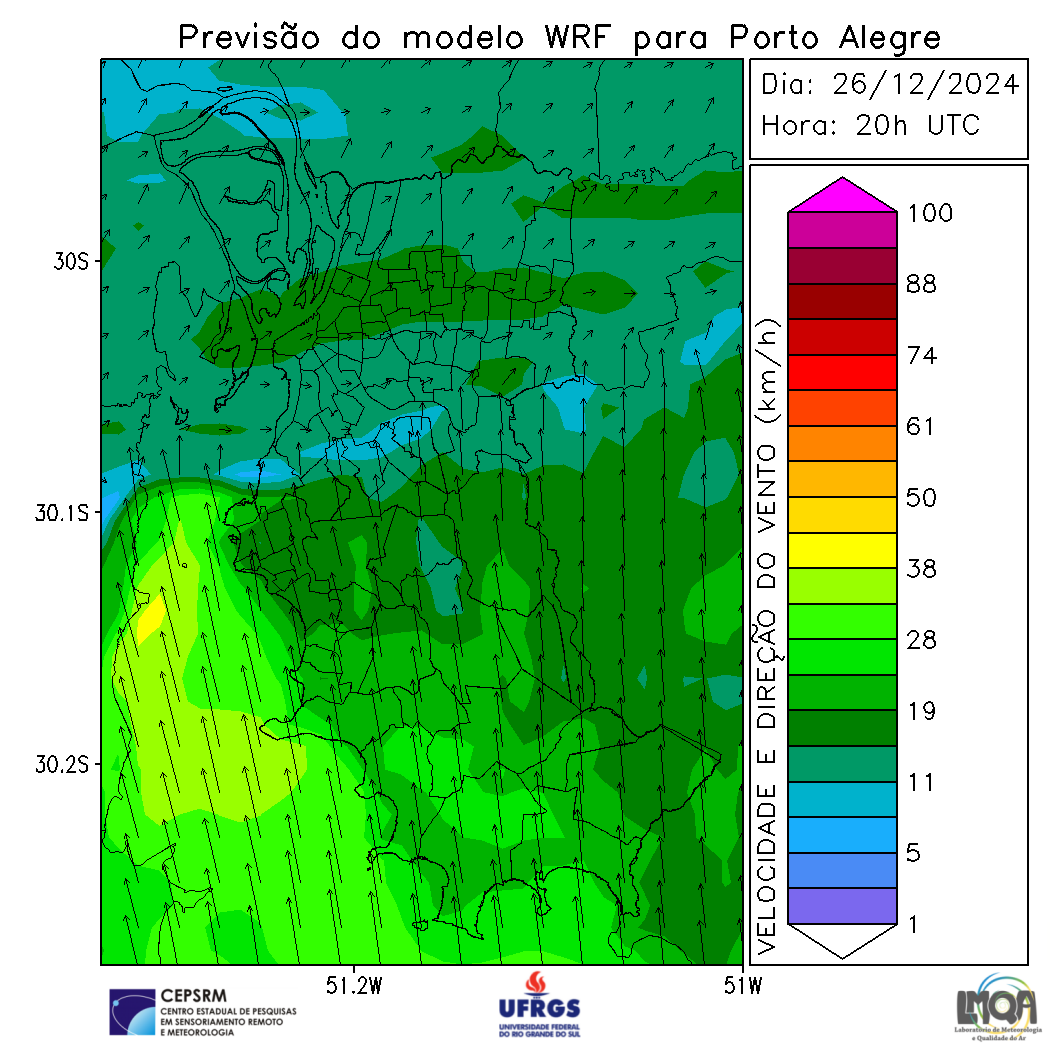 Previsão do modelo WRF para Porto Alegre
Dia: 26/12/2024
Hora: 20h UTC
30S
30.1S
30.2S
51.2W
51W
VELOCIDADE E DIREÇÃO DO VENTO (km/h)
100
88
74
61
50
38
28
19
11
5
1
CEPSRM
CENTRO ESTADUAL DE PESQUISAS
EM SENSORIAMENTO REMOTO
E METEOROLOGIA
UFRGS
UNIVERSIDADE FEDERAL
DO RIO GRANDE DO SUL
LMQA
Laboratório de Meteorologia
e Qualidade do Ar